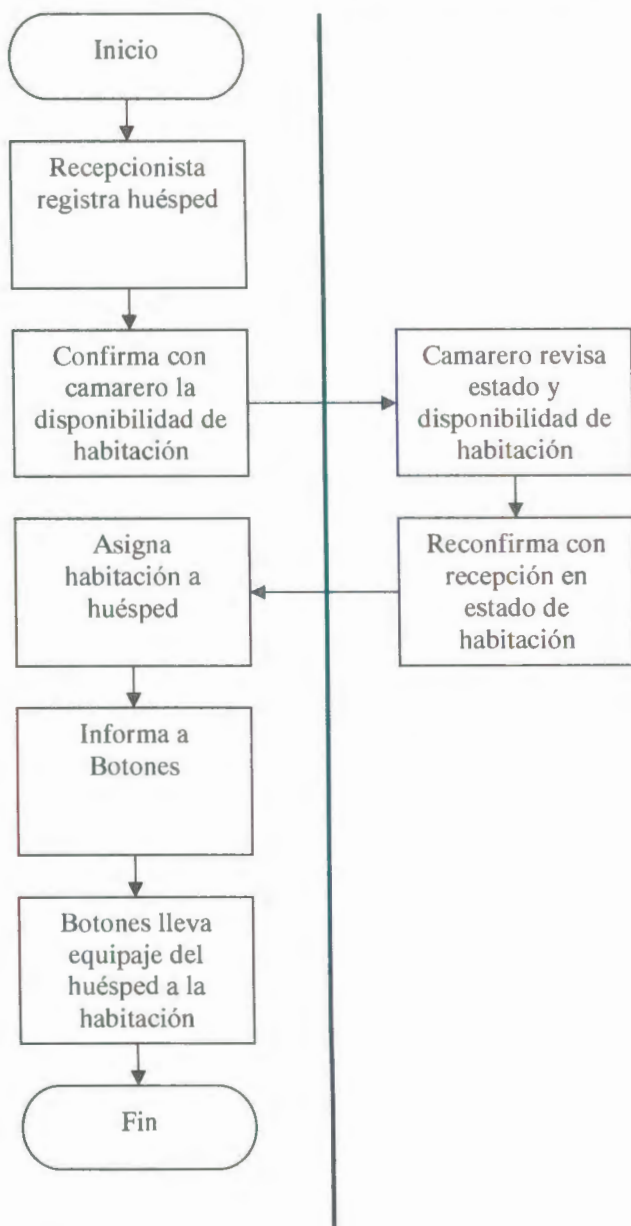 Inicio
Recepcionista
registra huésped
Confirma con
camarero la
disponibilidad de
habitación
Camarero revisa
estado y
disponibilidad de
habitación
Reconfirma con
recepción en
estado de
habitación
Asigna
habitación a
huésped
Informa a
Botones
Botones lleva
equipaje del
huésped a la
habitación
Fin